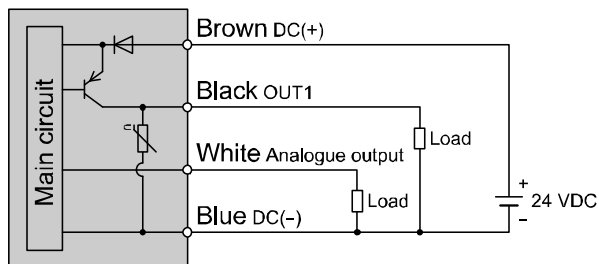 Main circuit
Brown DC(+)
Black OUT1
n
White Analogue output
Blue DC(−)
Load
Load
+
−
24 VDC